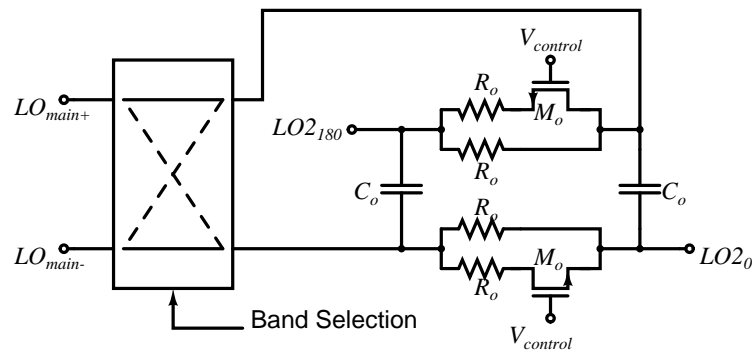 V_control
R_o
LO_main+
M_o
LO2_180
R_o
C_o
C_o
R_o
M_o
LO_main-
LO2_0
R_o
Band Selection
V_control